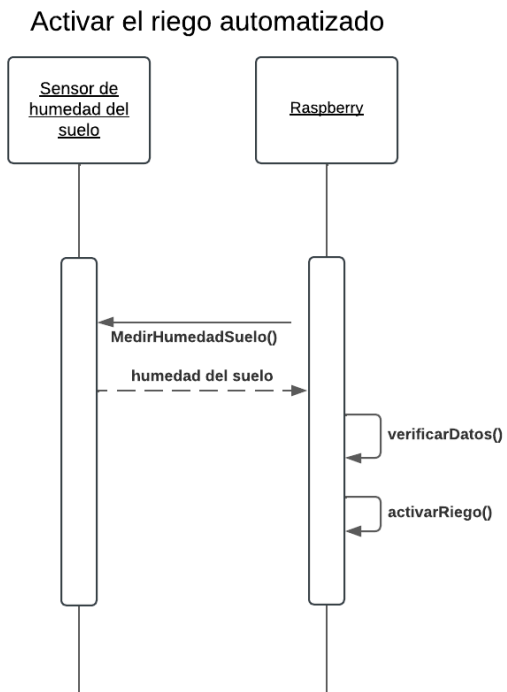 Activar el riego automatizado
Sensor de
humedad del
suelo
Raspberry
MedirHumedadSuelo()
humedad del suelo
verificarDatos()
activarRiego()